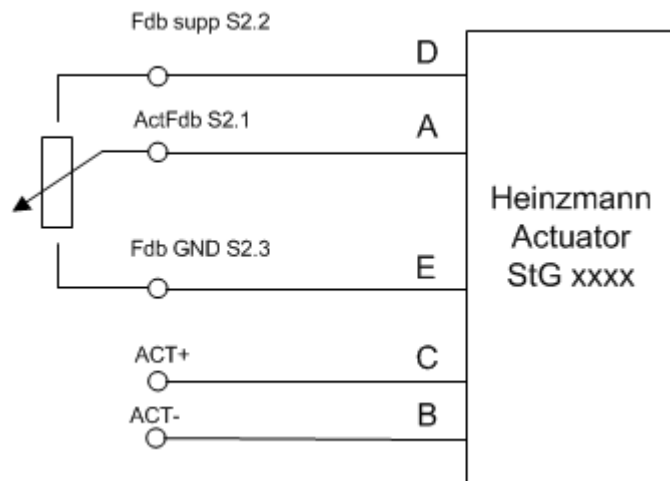 Fdb supp S2.2
D
ActFdb S2.1
A
Fdb GND S2.3
E
ACT+
C
ACT-
B
Heinzmann
Actuator
StG xxxx